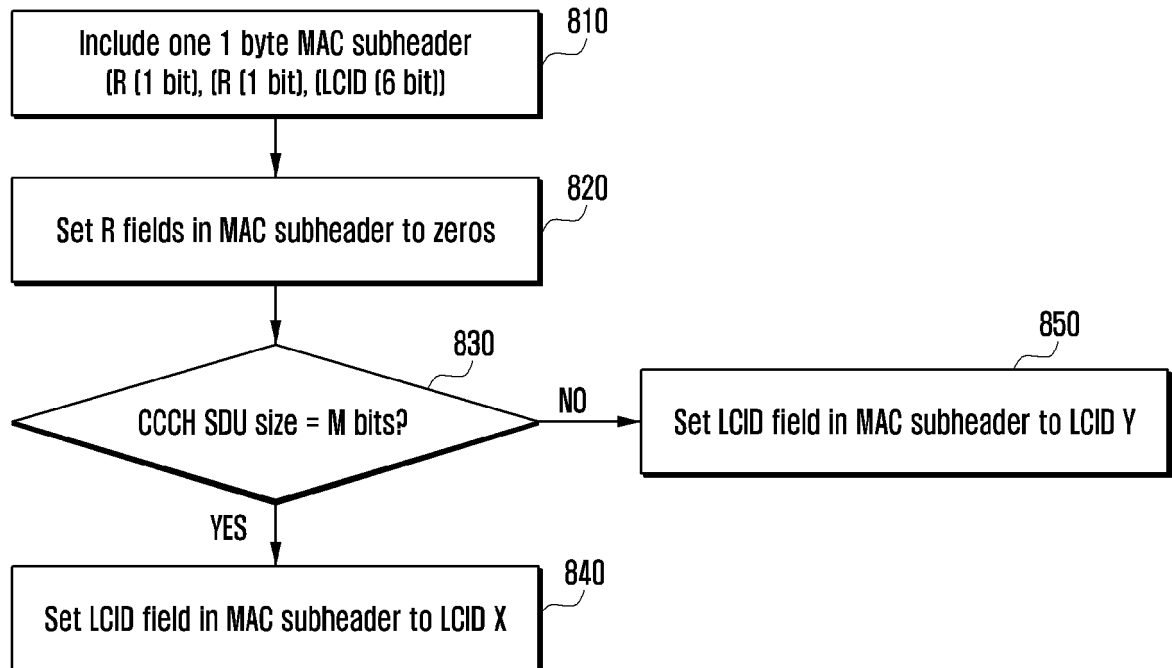 Include one 1 byte MAC subheader
(R (1 bit), (R (1 bit), (LCID (6 bit))
810
Set R fields in MAC subheader to zeros
820
CCCH SDU size = M bits?
830
NO
850
Set LCID field in MAC subheader to LCID Y
YES
840
Set LCID field in MAC subheader to LCID X